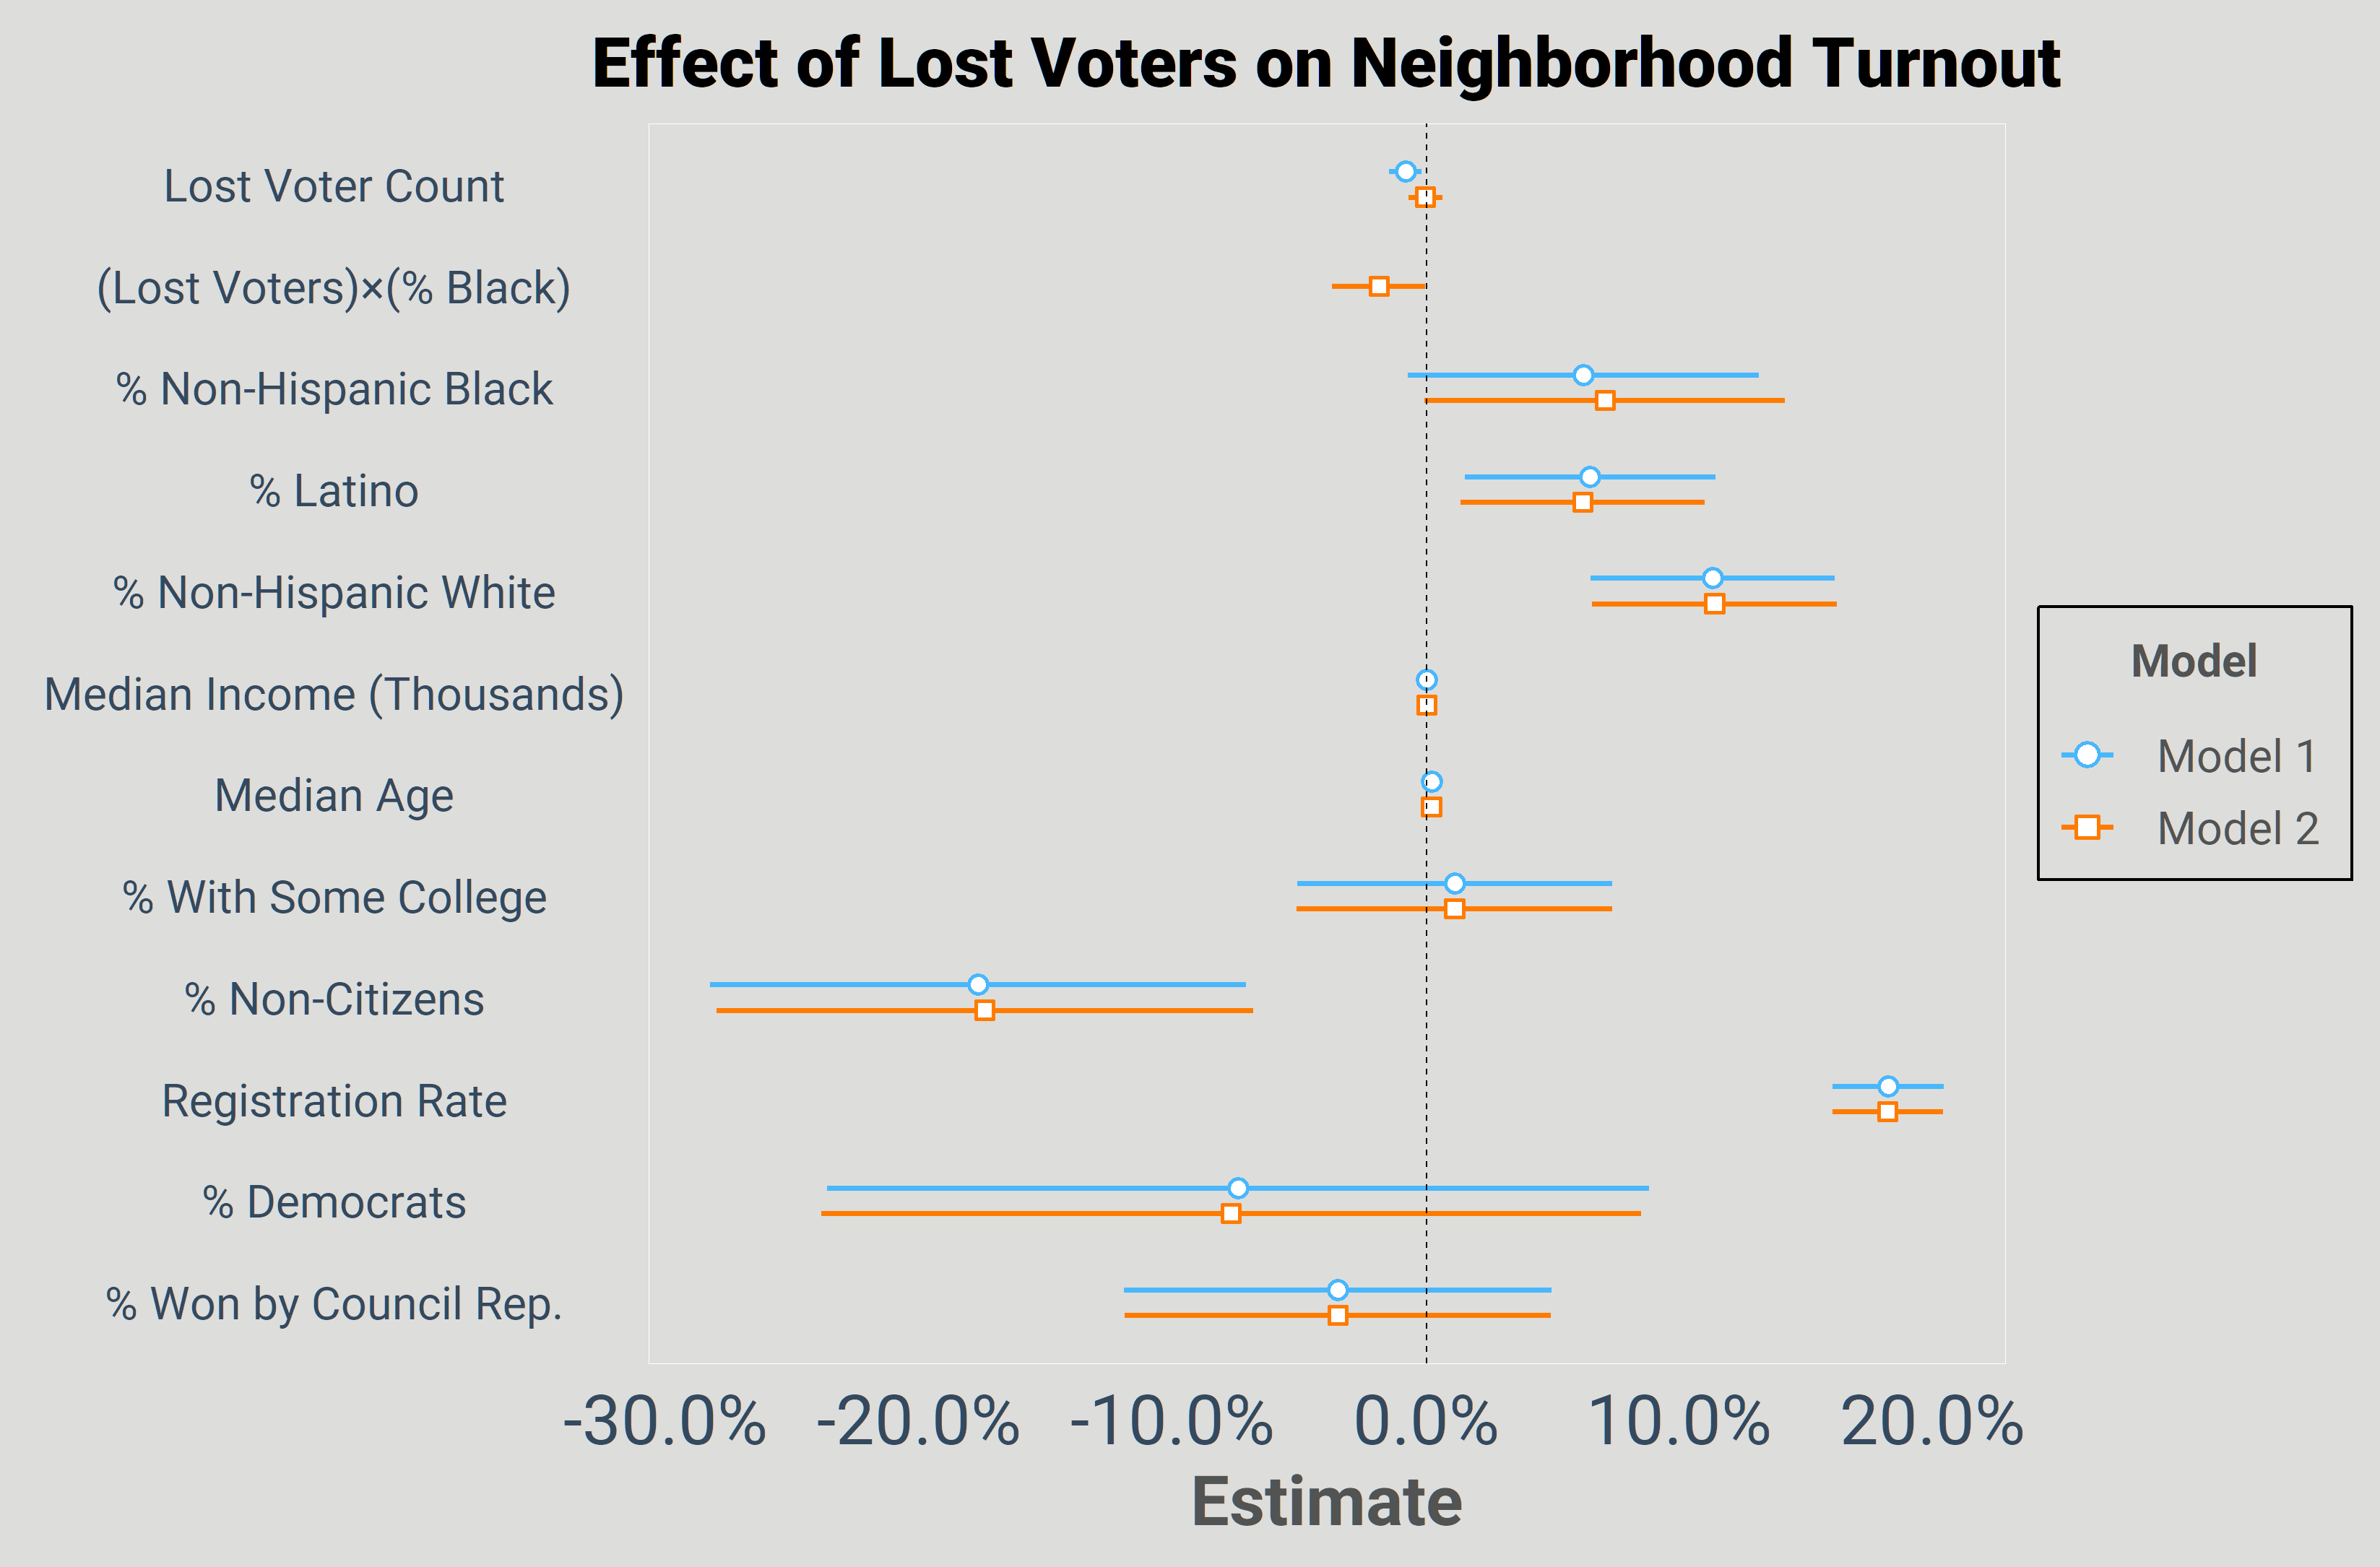 Effect of Lost Voters on Neighborhood Turnout
Lost Voter Count
(Lost Voters)×(% Black)
% Non-Hispanic Black
% Latino
% Non-Hispanic White
Median Income (Thousands)
Median Age
% With Some College
% Non-Citizens
Registration Rate
% Democrats
% Won by Council Rep.
-30.0% -20.0% -10.0% 0.0% 10.0% 20.0%
Estimate
Model
Model 1
Model 2